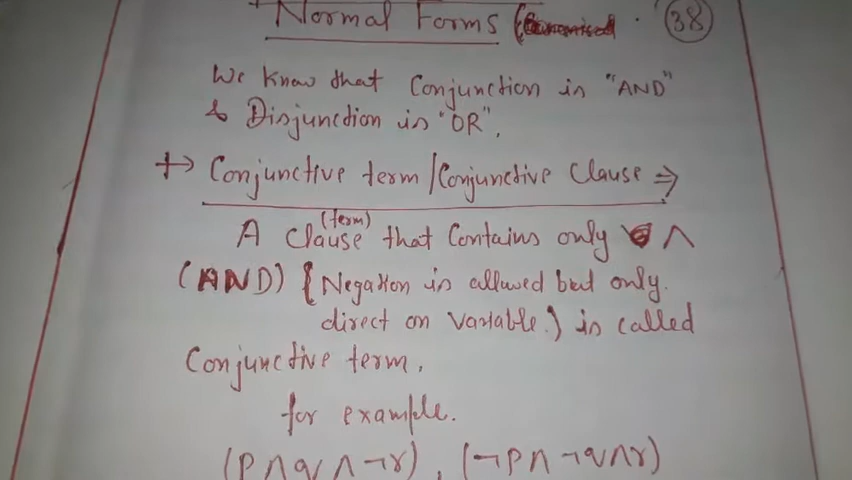 Normal Forms (
38
We know that Conjunction is "AND"
& Disjunction is "OR".
Conjunctive term/Conjunctive Clause ⇒
(term)
A Clause that Contains only ∧
(AND) {Negation is allowed but only
direct on variable.) is called
Conjunctive term.
for example.
(p ∧ q ∧ ¬r), (¬p ∧ ¬q ∧ r)